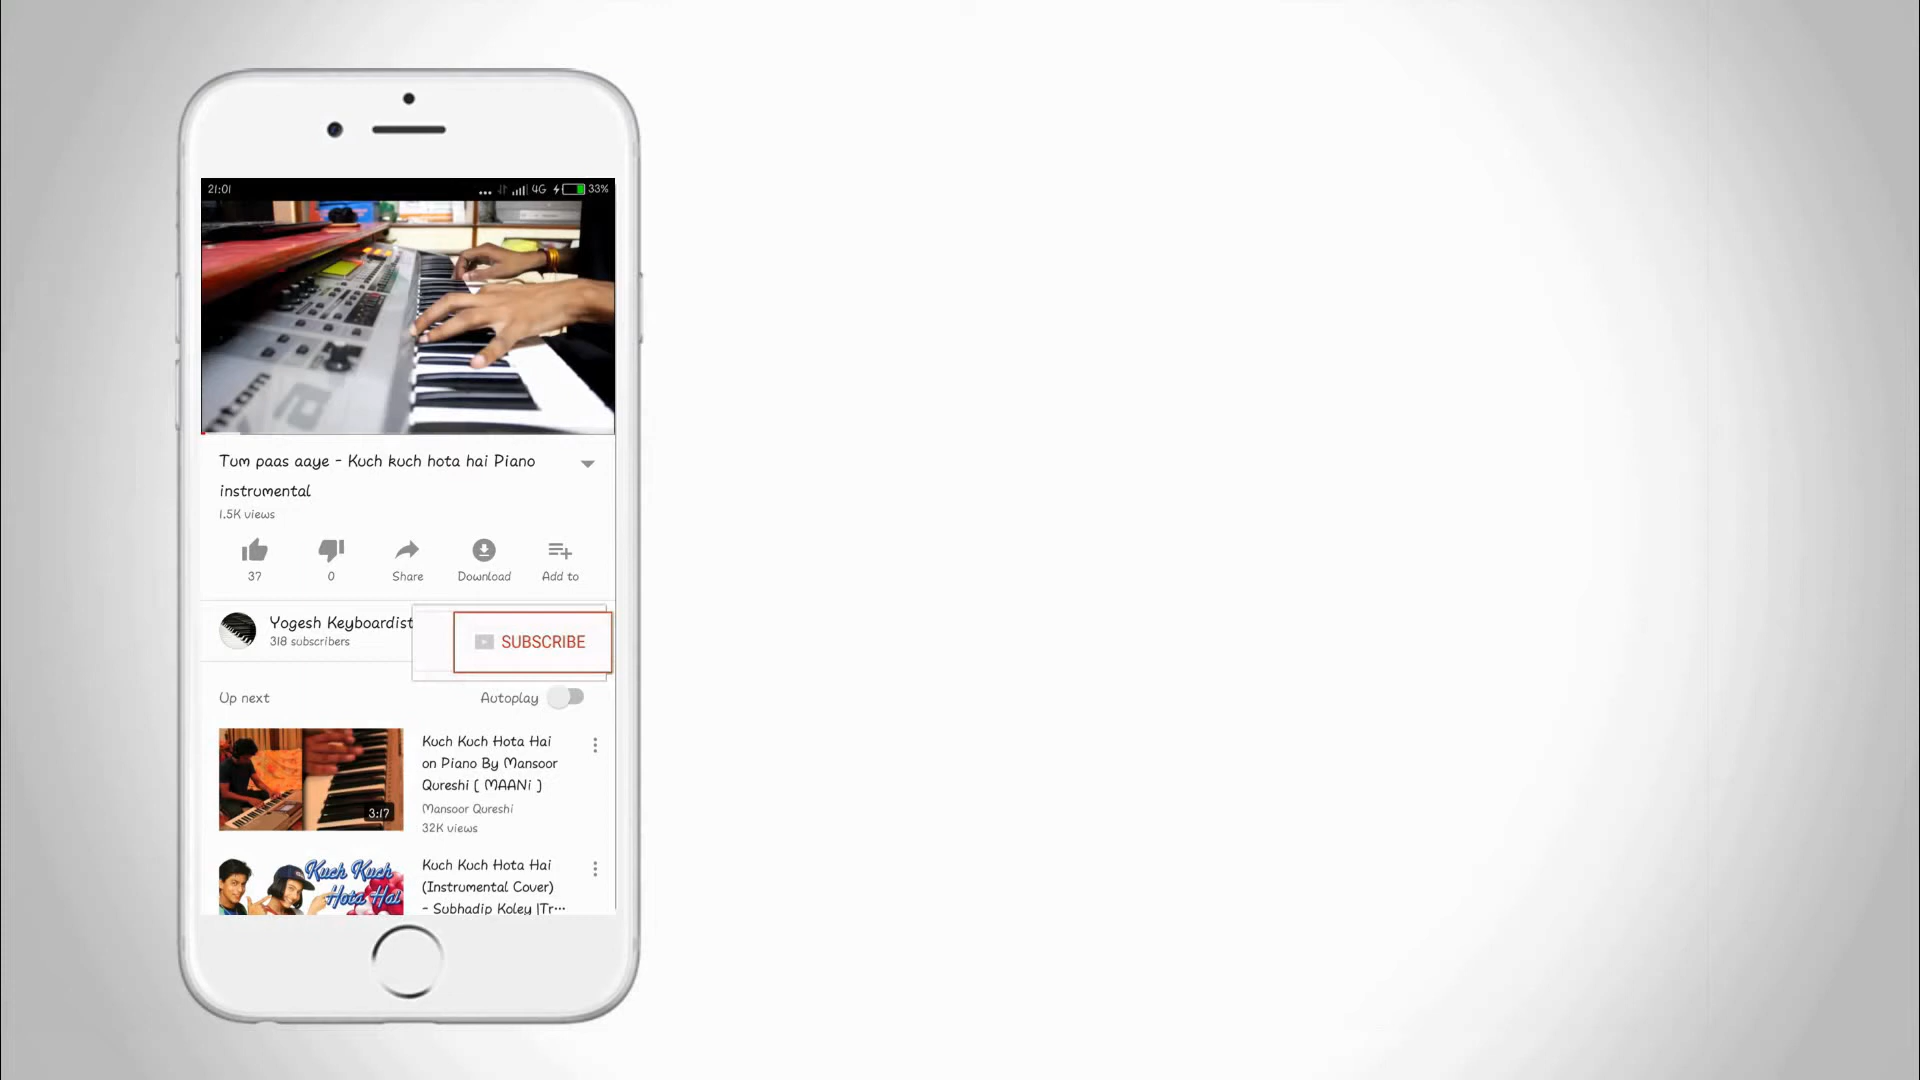 21:01
4G 33%
Tum paas aaye - Kuch kuch hota hai Piano
instrumental
1.5K views
37
0
Share
Download
Add to
Yogesh Keyboardist
318 subscribers
SUBSCRIBE
Up next
Autoplay
Kuch Kuch Hota Hai
on Piano By Mansoor
Qureshi [ MAANi ]
Mansoor Qureshi
32K views
3:17
Kuch Kuch
Hota Hai
Kuch Kuch Hota Hai
(Instrumental Cover)
- Subhadip Koley |Tr...